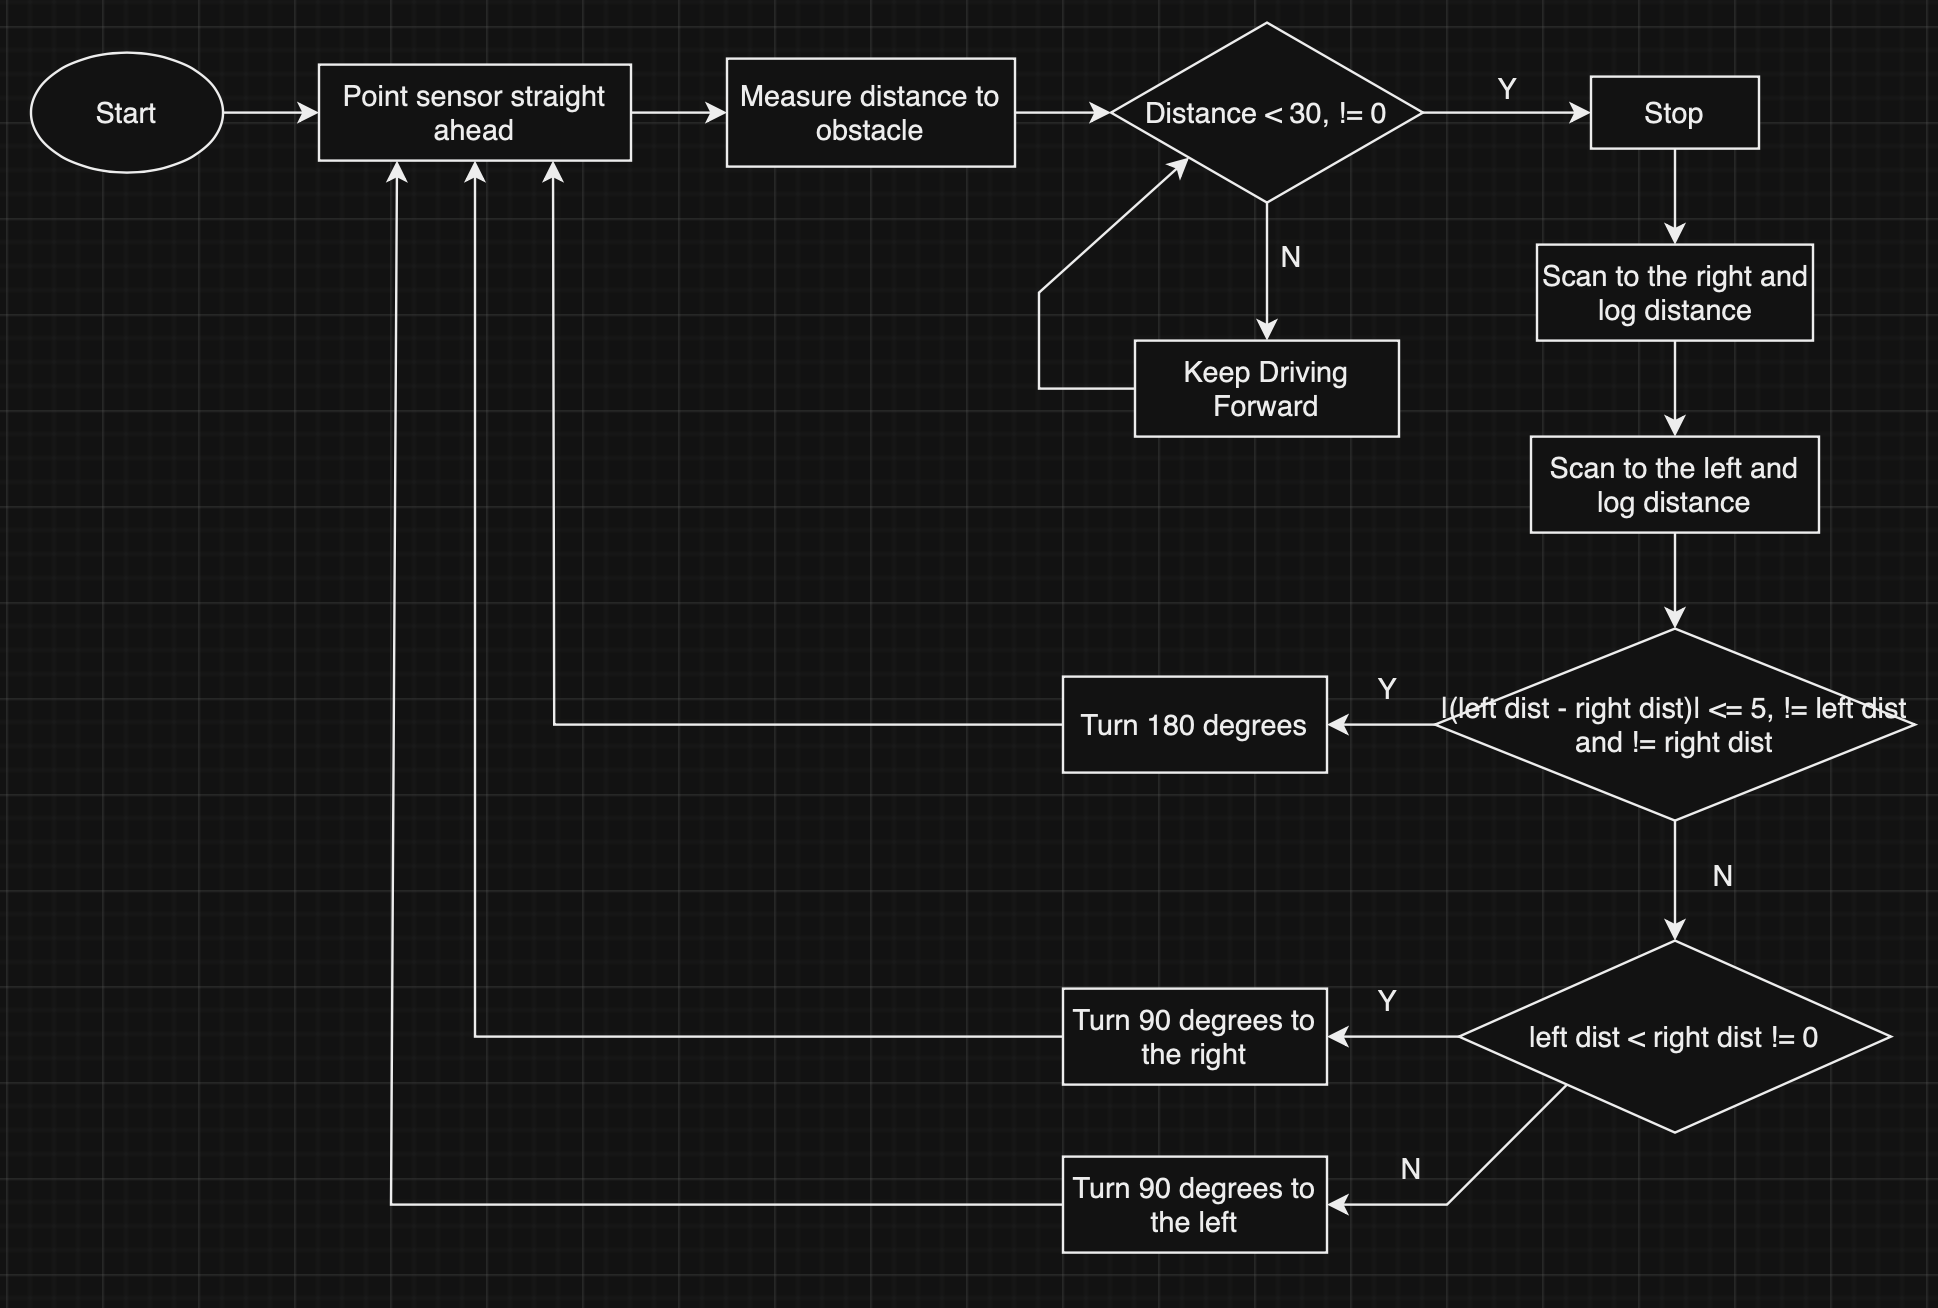 Start
Point sensor straight
ahead
Measure distance to
obstacle
Distance < 30, != 0
Y
Stop
N
Scan to the right and
log distance
Keep Driving
Forward
Scan to the left and
log distance
Y
|(left dist - right dist)| <= 5, != left dist
and != right dist
Turn 180 degrees
N
Y
Turn 90 degrees to
the right
left dist < right dist != 0
N
Turn 90 degrees to
the left